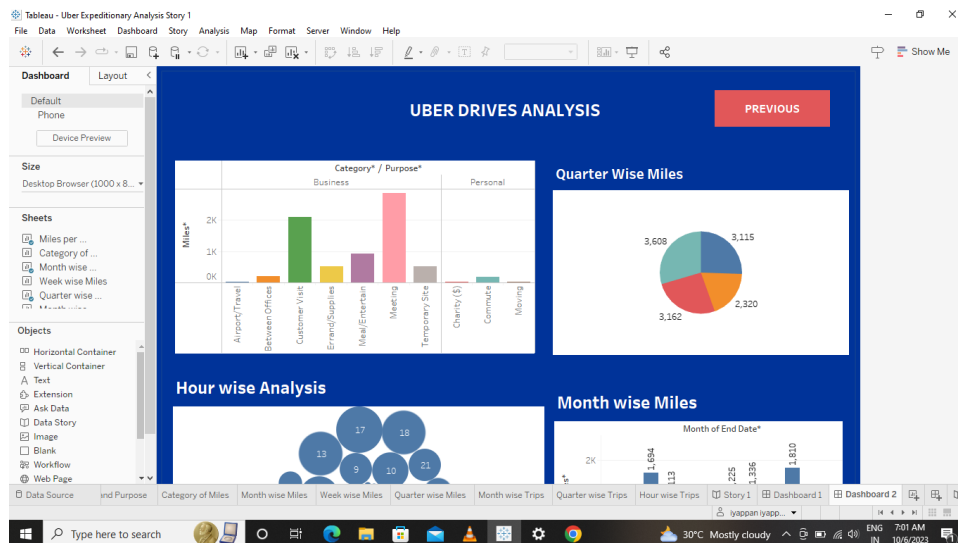 Tableau - Uber Expeditionary Analysis Story 1
File Data Worksheet Dashboard Story Analysis Map Format Server Window Help
Show Me
Dashboard Layout
Default
Phone
Device Preview
Size
Desktop Browser (1000 x 8...
Sheets
Miles per ...
Category of ...
Month wise ...
Week wise Miles
Quarter wise ...
Objects
Horizontal Container
Vertical Container
Text
Extension
Ask Data
Data Story
Image
Blank
Workflow
Web Page
UBER DRIVES ANALYSIS
PREVIOUS
Category* / Purpose*
Business Personal
Miles*
2K
1K
0K
Airport/Travel
Between Offices
Customer Visit
Errand/Supplies
Meal/Entertain
Meeting
Temporary Site
Charity ($)
Commute
Moving
Quarter Wise Miles
3,608
3,115
3,162
2,320
Hour wise Analysis
17
18
13
9
10
21
Month wise Miles
Month of End Date*
2K
1,694
113
225
1,336
1,810
Data Source nd Purpose Category of Miles Month wise Miles Week wise Miles Quarter wise Miles Month wise Trips Quarter wise Trips Hour wise Trips Story 1 Dashboard 1 Dashboard 2
iyappan iyapp...
Type here to search
30°C Mostly cloudy
ENG
IN
7:01 AM
10/6/2023